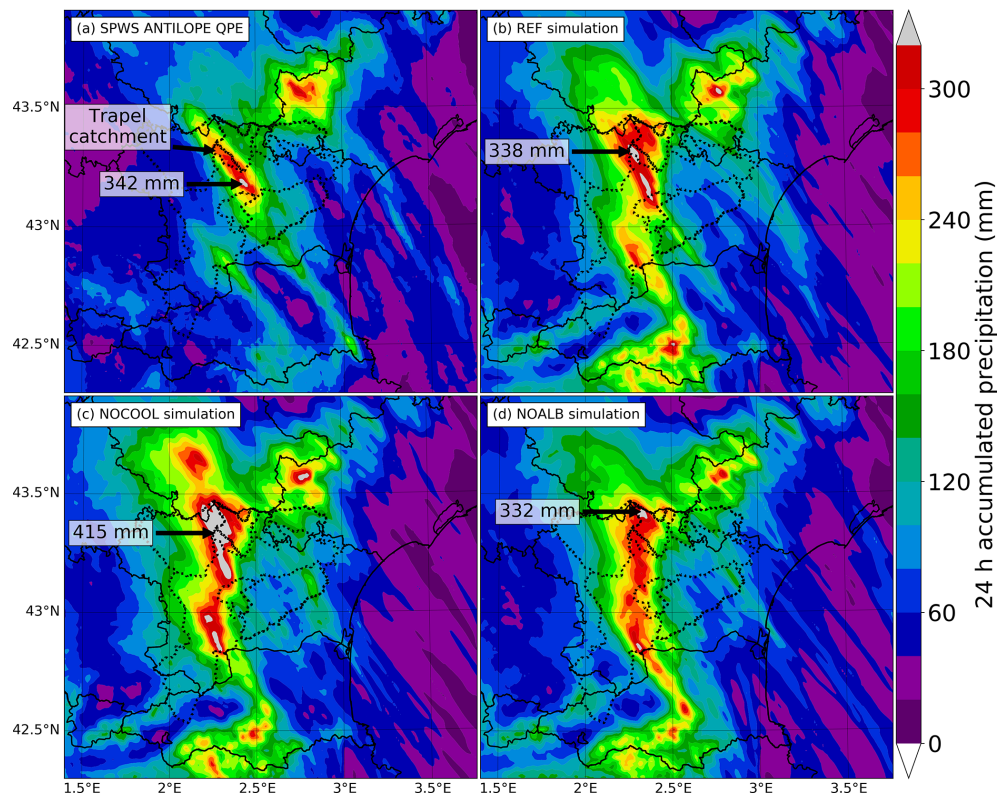 (a) SPWS ANTILOPE QPE
(b) REF simulation
300
43.5°N
Trapel
catchment
338 mm
342 mm
240
43°N
180
42.5°N
24 h accumulated precipitation (mm)
(c) NOCOOL simulation
(d) NOALB simulation
43.5°N
120
332 mm
415 mm
43°N
60
42.5°N
0
1.5°E 2°E 2.5°E 3°E 3.5°E 1.5°E 2°E 2.5°E 3°E 3.5°E